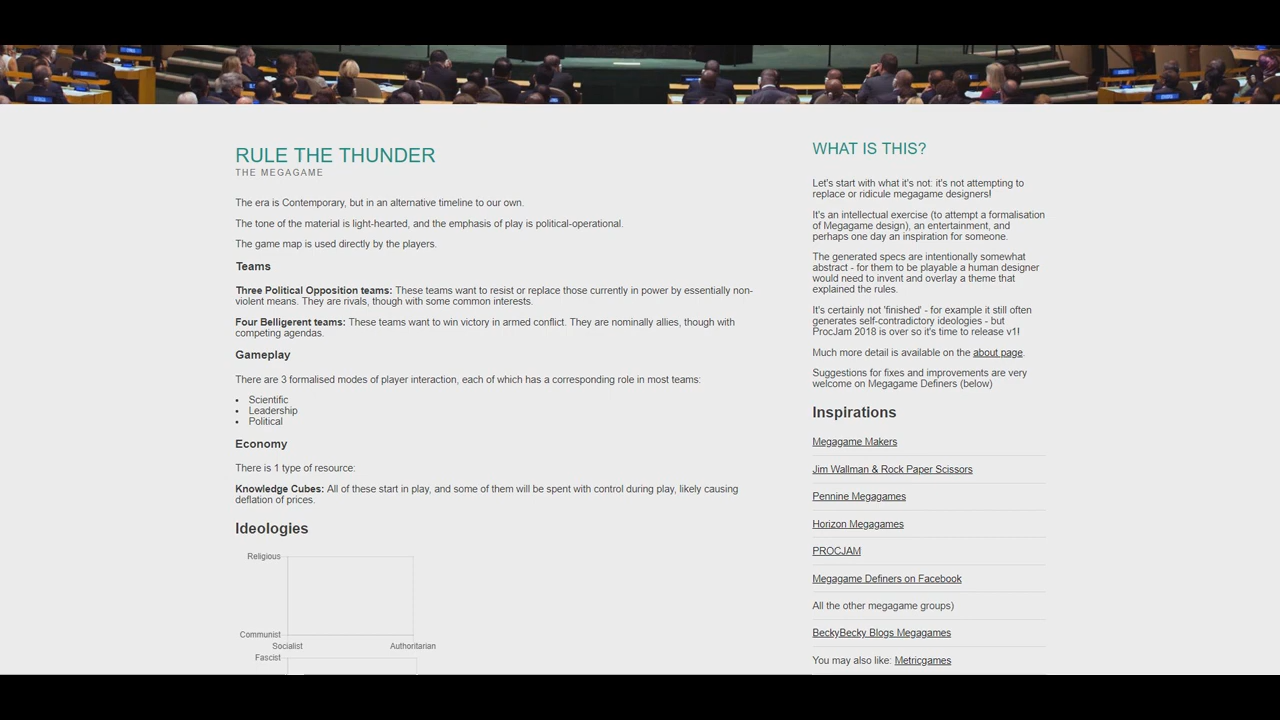 RULE THE THUNDER
THE MEGAGAME
The era is Contemporary, but in an alternative timeline to our own.
The tone of the material is light-hearted, and the emphasis of play is political-operational.
The game map is used directly by the players.
Teams
Three Political Opposition teams: These teams want to resist or replace those currently in power by essentially non-
violent means. They are rivals, though with some common interests.
Four Belligerent teams: These teams want to win victory in armed conflict. They are nominally allies, though with
competing agendas.
Gameplay
There are 3 formalised modes of player interaction, each of which has a corresponding role in most teams:
• Scientific
• Leadership
• Political
Economy
There is 1 type of resource:
Knowledge Cubes: All of these start in play, and some of them will be spent with control during play, likely causing
deflation of prices.
Ideologies
Religious
Communist
Socialist Authoritarian
Fascist
WHAT IS THIS?
Let's start with what it's not: it's not attempting to
replace or ridicule megagame designers!
It's an intellectual exercise (to attempt a formalisation
of Megagame design), an entertainment, and
perhaps one day an inspiration for someone.
The generated specs are intentionally somewhat
abstract - for them to be playable a human designer
would need to invent and overlay a theme that
explained the rules.
It's certainly not 'finished' - for example it still often
generates self-contradictory ideologies - but
ProcJam 2018 is over so it's time to release v1!
Much more detail is available on the about page.
Suggestions for fixes and improvements are very
welcome on Megagame Definers (below)
Inspirations
Megagame Makers
Jim Wallman & Rock Paper Scissors
Pennine Megagames
Horizon Megagames
PROCJAM
Megagame Definers on Facebook
All the other megagame groups)
BeckyBecky Blogs Megagames
You may also like: Metricgames